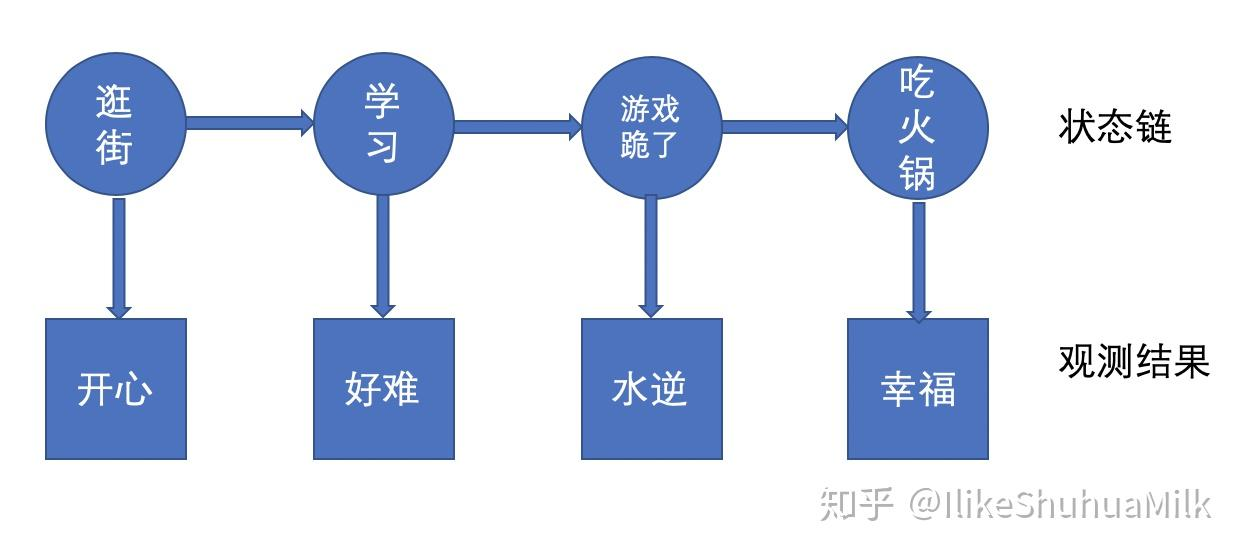 逛
街
学
习
游戏
跪了
吃
火
锅
状态链
开心
好难
水逆
幸福
观测结果
知乎 @IlikeShuhuaMilk